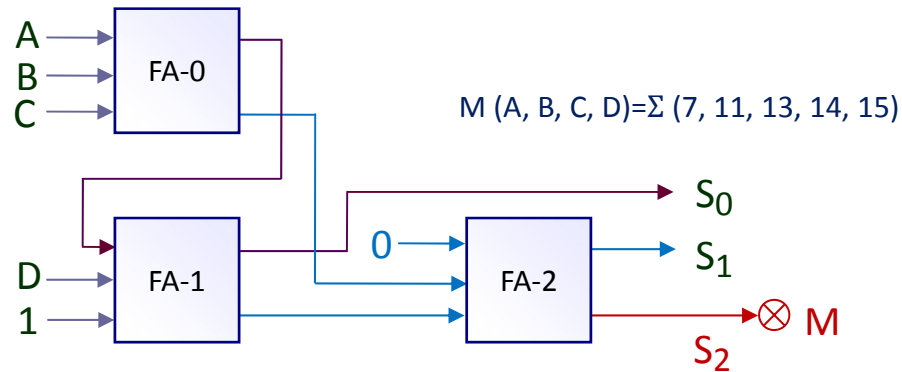 A
B
C
FA-0
M (A, B, C, D)=Σ (7, 11, 13, 14, 15)
D
1
FA-1
0
FA-2
S0
S1
S2
M